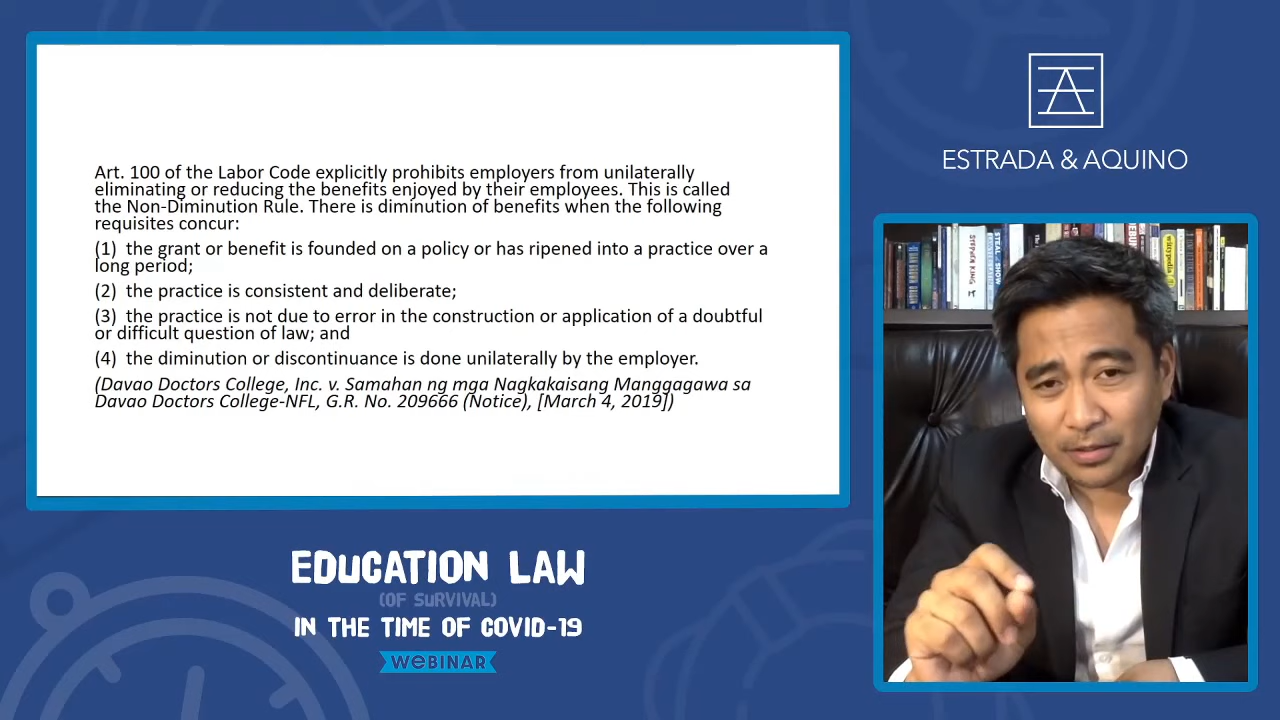 Art. 100 of the Labor Code explicitly prohibits employers from unilaterally
eliminating or reducing the benefits enjoyed by their employees. This is called
the Non-Diminution Rule. There is diminution of benefits when the following
requisites concur:
(1) the grant or benefit is founded on a policy or has ripened into a practice over a
long period;
(2) the practice is consistent and deliberate;
(3) the practice is not due to error in the construction or application of a doubtful
or difficult question of law; and
(4) the diminution or discontinuance is done unilaterally by the employer.
(Davao Doctors College, Inc. v. Samahan ng mga Nagkakaisang Manggagawa sa
Davao Doctors College-NFL, G.R. No. 209666 (Notice), [March 4, 2019])
ESTRADA & AQUINO
STEPHEN KING
EDUCATION LAW
(OF SURVIVAL)
IN THE TIME OF COVID-19
WEBINAR